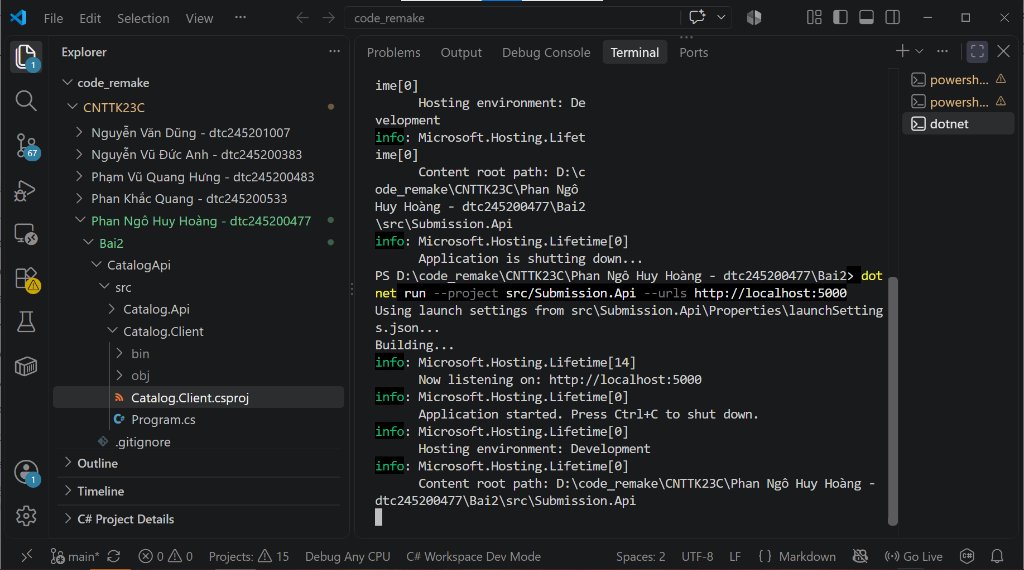 File Edit Selection View ··· code_remake
Explorer ···
code_remake
CNTTK23C
Nguyễn Văn Dũng - dtc245201007
Nguyễn Vũ Đức Anh - dtc245200383
Phạm Vũ Quang Hưng - dtc245200483
Phan Khắc Quang - dtc245200533
Phan Ngô Huy Hoàng - dtc245200477
Bai2
CatalogApi
src
Catalog.Api
Catalog.Client
bin
obj
Catalog.Client.csproj
Program.cs
.gitignore
Outline
Timeline
C# Project Details
1
67
1
Problems Output Debug Console Terminal Ports
ime[0]
Hosting environment: De
velopment
info: Microsoft.Hosting.Lifet
ime[0]
Content root path: D:\c
ode_remake\CNTTK23C\Phan Ngô
Huy Hoàng - dtc245200477\Bai2
\src\Submission.Api
info: Microsoft.Hosting.Lifetime[0]
Application is shutting down...
PS D:\code_remake\CNTTK23C\Phan Ngô Huy Hoàng - dtc245200477\Bai2> dot
net run --project src/Submission.Api --urls http://localhost:5000
Using launch settings from src\Submission.Api\Properties\launchSetting
s.json...
Building...
info: Microsoft.Hosting.Lifetime[14]
Now listening on: http://localhost:5000
info: Microsoft.Hosting.Lifetime[0]
Application started. Press Ctrl+C to shut down.
info: Microsoft.Hosting.Lifetime[0]
Hosting environment: Development
info: Microsoft.Hosting.Lifetime[0]
Content root path: D:\code_remake\CNTTK23C\Phan Ngô Huy Hoàng -
dtc245200477\Bai2\src\Submission.Api
powersh...
powersh...
dotnet
main* 0 0 Projects: 15 Debug Any CPU C# Workspace Dev Mode Spaces: 2 UTF-8 LF { } Markdown Go Live